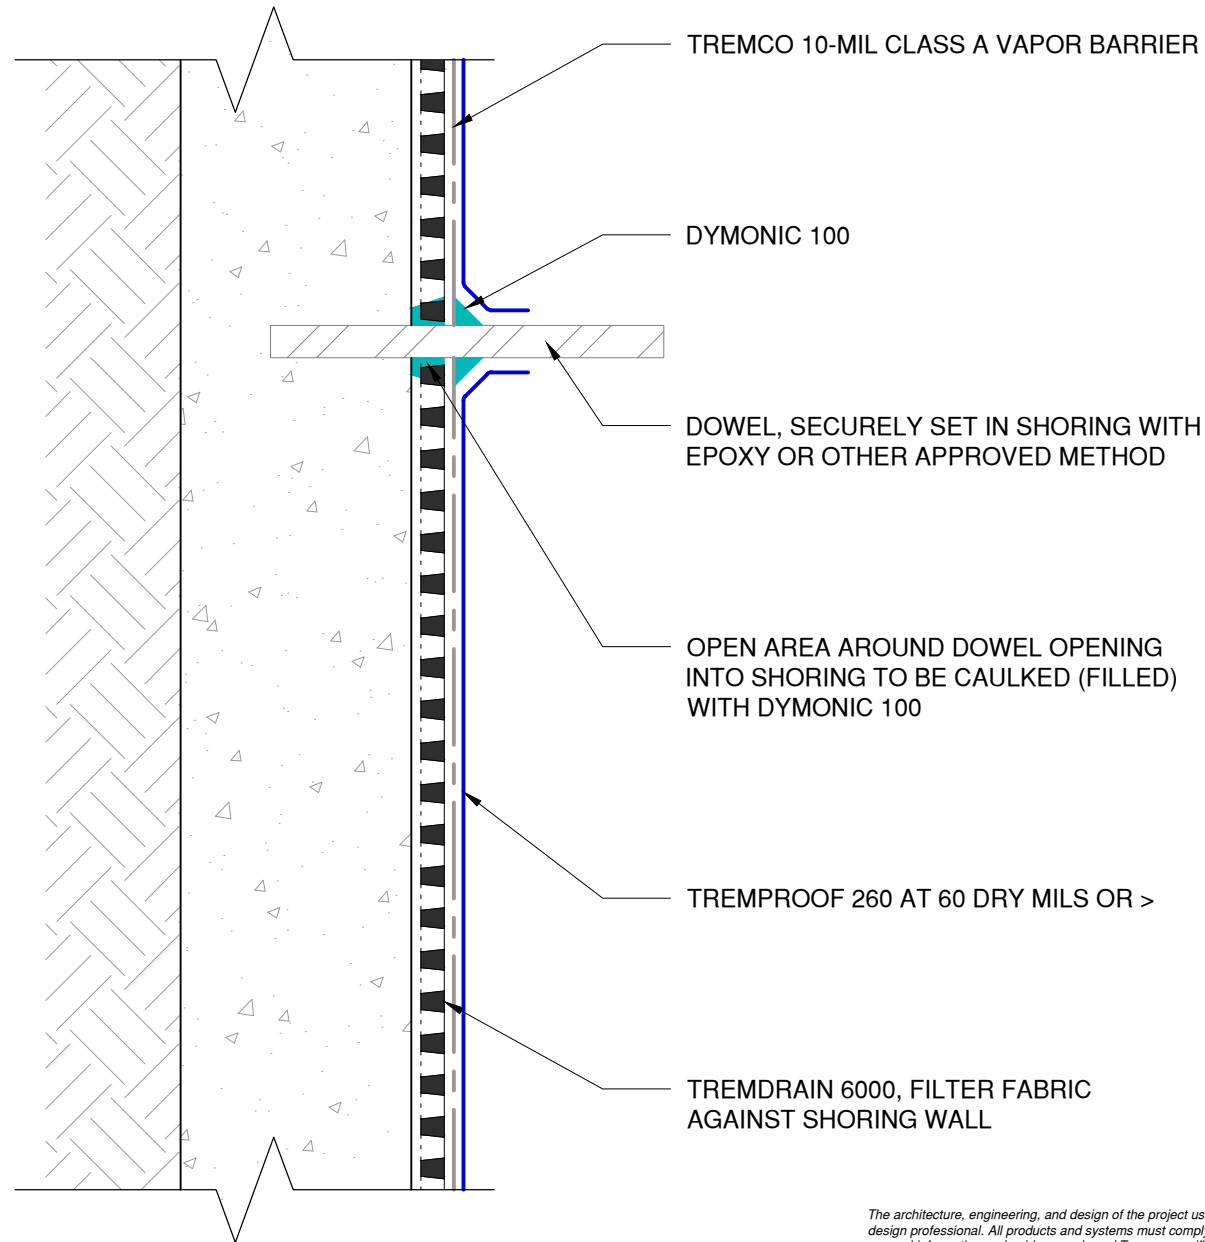 TREMCO 10-MIL CLASS A VAPOR BARRIER
DYMONIC 100
DOWEL, SECURELY SET IN SHORING WITH
EPOXY OR OTHER APPROVED METHOD
OPEN AREA AROUND DOWEL OPENING
INTO SHORING TO BE CAULKED (FILLED)
WITH DYMONIC 100
TREMPROOF 260 AT 60 DRY MILS OR >
TREMDRAIN 6000, FILTER FABRIC
AGAINST SHORING WALL
The architecture, engineering, and design of the project us
design professional. All products and systems must comply